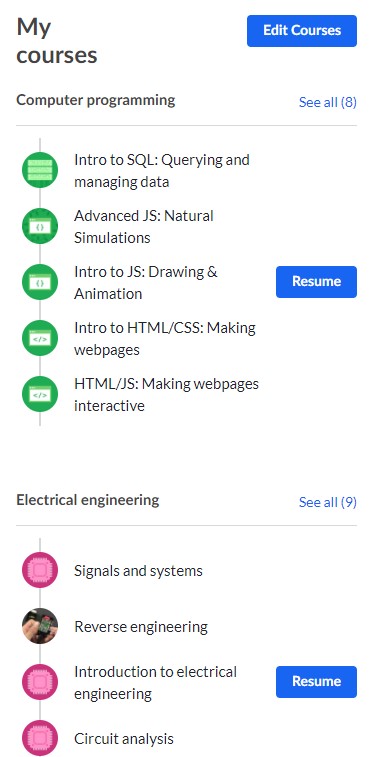 My
courses
Edit Courses
Computer programming
See all (8)
Intro to SQL: Querying and
managing data
Advanced JS: Natural
Simulations
Intro to JS: Drawing &
Animation
Resume
Intro to HTML/CSS: Making
webpages
HTML/JS: Making webpages
interactive
Electrical engineering
See all (9)
Signals and systems
Reverse engineering
Introduction to electrical
engineering
Resume
Circuit analysis